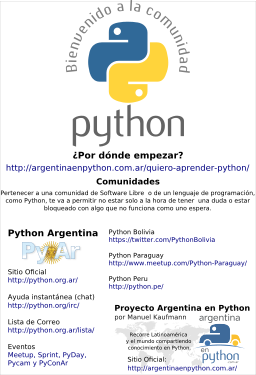 Bienvenido a la comunidad
python
¿Por dónde empezar?
http://argentinaenpython.com.ar/quiero-aprender-python/
Comunidades
Pertenecer a una comunidad de Software Libre o de un lenguaje de programación,
como Python, te va a permitir no estar solo a la hora de tener una duda o estar
bloqueado con algo que no funciona como uno espera.
Python Argentina
PyAr
Sitio Oficial
http://python.org.ar/
Ayuda instantánea (chat)
http://python.org/irc/
Lista de Correo
http://python.org.ar/lista/
Eventos
Meetup, Sprint, PyDay,
Pycam y PyConAr
Python Bolivia
https://twitter.com/PythonBolivia
Python Paraguay
http://www.meetup.com/Python-Paraguay/
Python Peru
http://python.pe/
Proyecto Argentina en Python
por Manuel Kaufmann
Recorre Latinoamérica
y el mundo compartiendo
conocimiento en Python.
argentina
en
python
Sitio Oficial:
http://argentinaenpython.com.ar/